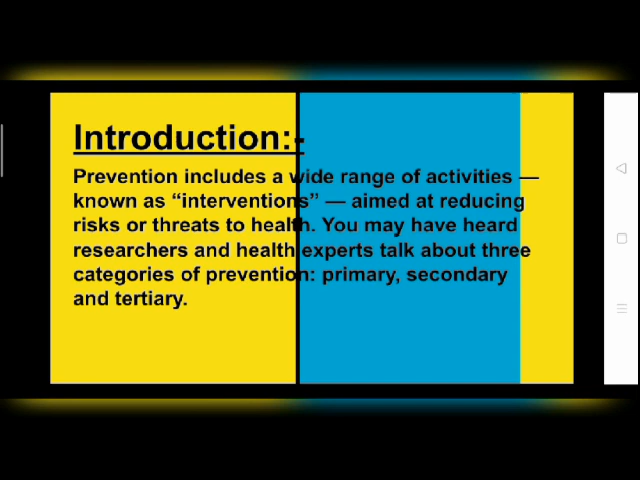 Introduction:-
Prevention includes a wide range of activities —
known as “interventions” — aimed at reducing
risks or threats to health. You may have heard
researchers and health experts talk about three
categories of prevention: primary, secondary
and tertiary.